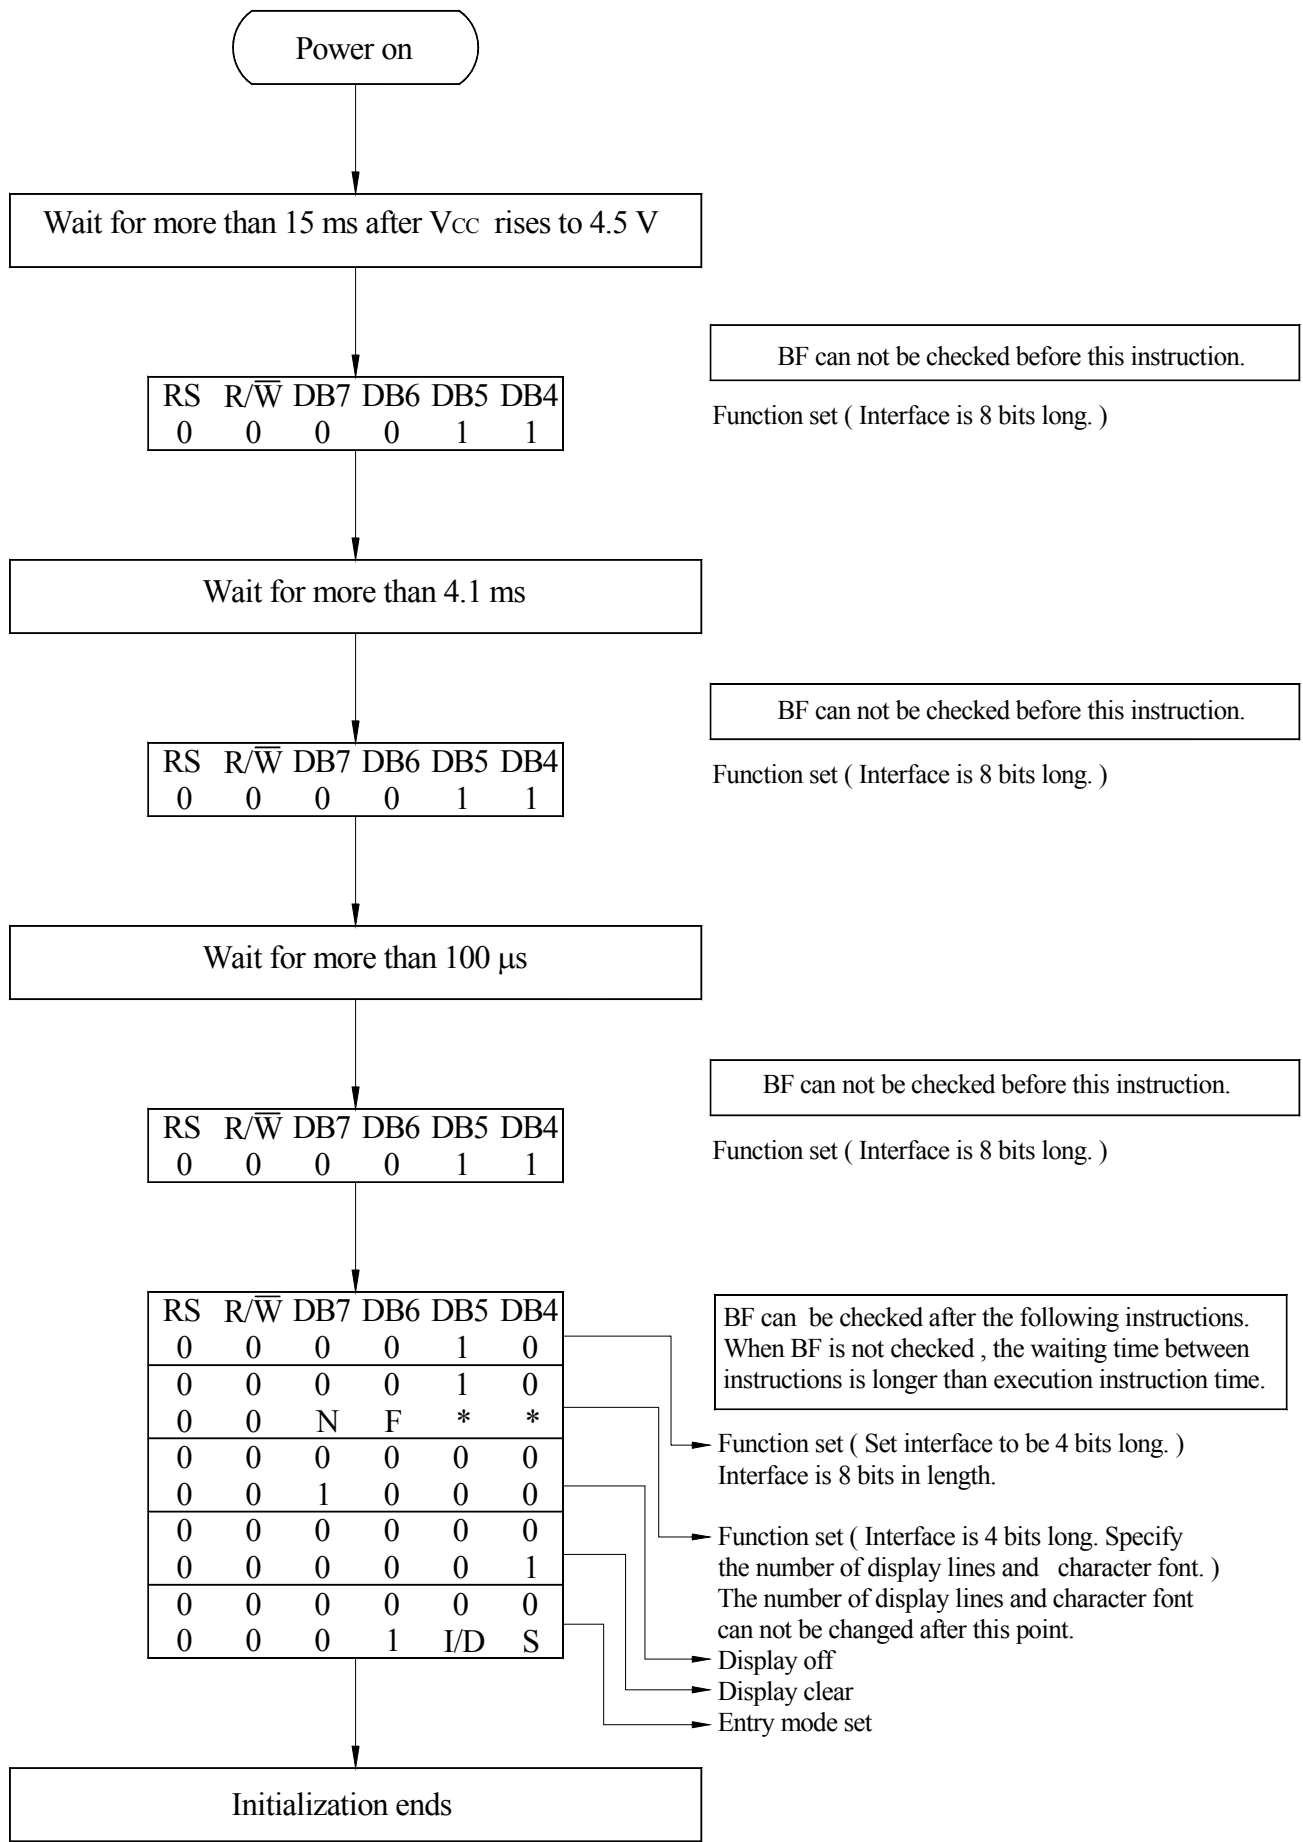 Power on
Wait for more than 15 ms after VCC rises to 4.5 V
BF can not be checked before this instruction.
RS R/W̅ DB7 DB6 DB5 DB4
0 0 0 0 1 1
Function set ( Interface is 8 bits long. )
Wait for more than 4.1 ms
BF can not be checked before this instruction.
RS R/W̅ DB7 DB6 DB5 DB4
0 0 0 0 1 1
Function set ( Interface is 8 bits long. )
Wait for more than 100 µs
BF can not be checked before this instruction.
RS R/W̅ DB7 DB6 DB5 DB4
0 0 0 0 1 1
Function set ( Interface is 8 bits long. )
RS R/W̅ DB7 DB6 DB5 DB4
0 0 0 0 1 0
0 0 0 0 1 0
0 0 N F * *
0 0 0 0 0 0
0 0 1 0 0 0
0 0 0 0 0 0
0 0 0 0 0 1
0 0 0 0 0 0
0 0 0 1 I/D S
BF can be checked after the following instructions.
When BF is not checked , the waiting time between
instructions is longer than execution instruction time.
Function set ( Set interface to be 4 bits long. )
Interface is 8 bits in length.
Function set ( Interface is 4 bits long. Specify
the number of display lines and character font. )
The number of display lines and character font
can not be changed after this point.
Display off
Display clear
Entry mode set
Initialization ends